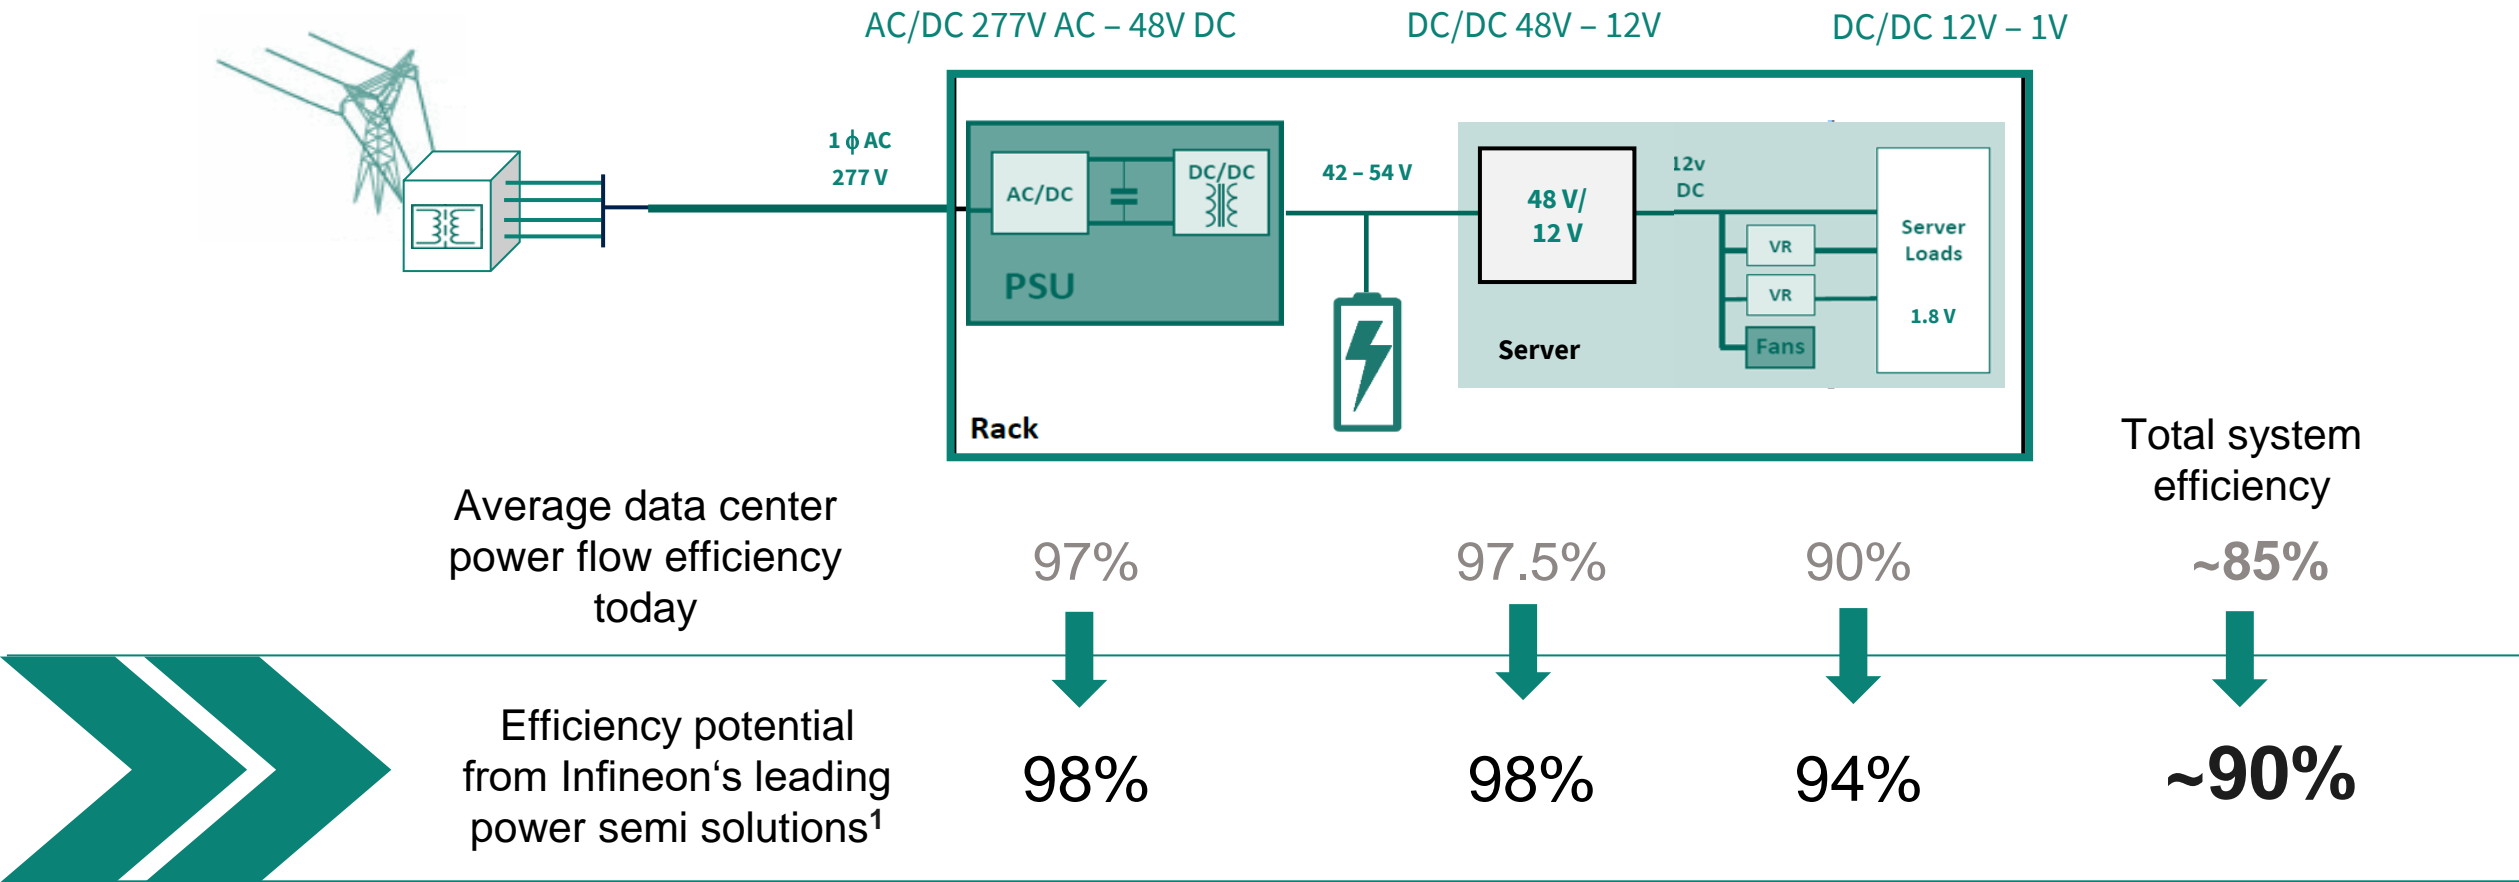 AC/DC 277V AC – 48V DC
DC/DC 48V – 12V
DC/DC 12V – 1V
1 ϕ AC
277 V
AC/DC
DC/DC
PSU
42 – 54 V
48 V/
12 V
12v
DC
VR
VR
Fans
Server
Loads
1.8 V
Server
Rack
Total system
efficiency
Average data center
power flow efficiency
today
97%
97.5%
90%
~85%
Efficiency potential
from Infineon‘s leading
power semi solutions¹
98%
98%
94%
~90%